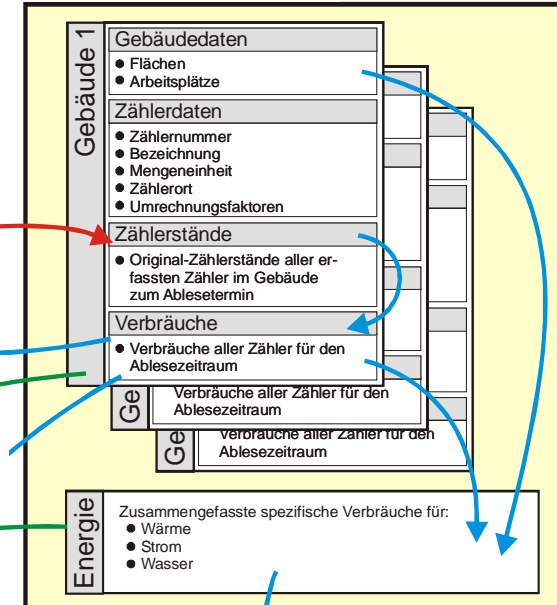 Gebäude 1
Gebäudedaten
● Flächen
● Arbeitsplätze
Zählerdaten
● Zählernummer
● Bezeichnung
● Mengeneinheit
● Zählerort
● Umrechnungsfaktoren
Zählerstände
● Original-Zählerstände aller er-
fassten Zähler im Gebäude
zum Ablesetermin
Verbräuche
● Verbräuche aller Zähler für den
Ablesezeitraum
Ge
Verbräuche aller Zähler für den
Ablesezeitraum
Ge
Verbräuche aller Zähler für den
Ablesezeitraum
Energie
Zusammengefasste spezifische Verbräuche für:
● Wärme
● Strom
● Wasser